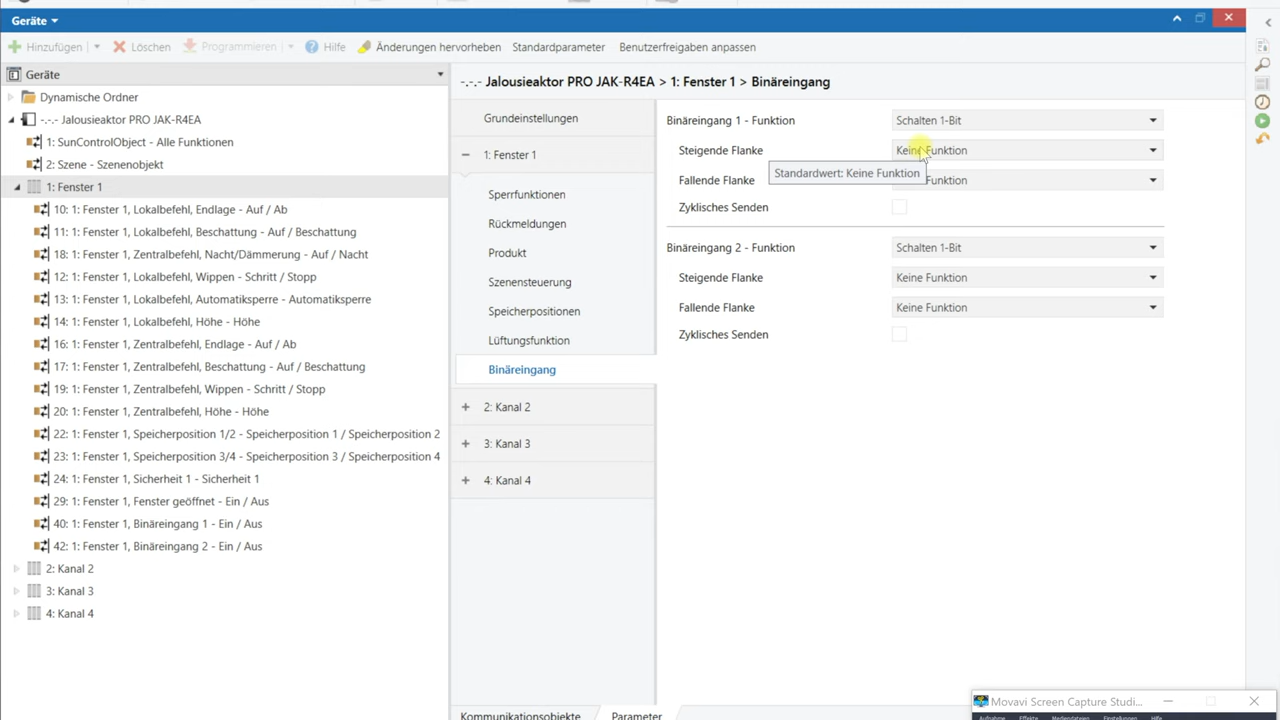 Geräte
Hinzufügen Löschen Programmieren Hilfe Änderungen hervorheben Standardparameter Benutzerfreigaben anpassen
Geräte
Dynamische Ordner
-.-.- Jalousieaktor PRO JAK-R4EA
1: SunControlObject - Alle Funktionen
2: Szene - Szenenobjekt
1: Fenster 1
10: 1: Fenster 1, Lokalbefehl, Endlage - Auf / Ab
11: 1: Fenster 1, Lokalbefehl, Beschattung - Auf / Beschattung
18: 1: Fenster 1, Zentralbefehl, Nacht/Dämmerung - Auf / Nacht
12: 1: Fenster 1, Lokalbefehl, Wippen - Schritt / Stopp
13: 1: Fenster 1, Lokalbefehl, Automatiksperre - Automatiksperre
14: 1: Fenster 1, Lokalbefehl, Höhe - Höhe
16: 1: Fenster 1, Zentralbefehl, Endlage - Auf / Ab
17: 1: Fenster 1, Zentralbefehl, Beschattung - Auf / Beschattung
19: 1: Fenster 1, Zentralbefehl, Wippen - Schritt / Stopp
20: 1: Fenster 1, Zentralbefehl, Höhe - Höhe
22: 1: Fenster 1, Speicherposition 1/2 - Speicherposition 1 / Speicherposition 2
23: 1: Fenster 1, Speicherposition 3/4 - Speicherposition 3 / Speicherposition 4
24: 1: Fenster 1, Sicherheit 1 - Sicherheit 1
29: 1: Fenster 1, Fenster geöffnet - Ein / Aus
40: 1: Fenster 1, Binäreingang 1 - Ein / Aus
42: 1: Fenster 1, Binäreingang 2 - Ein / Aus
2: Kanal 2
3: Kanal 3
4: Kanal 4
-.-.- Jalousieaktor PRO JAK-R4EA > 1: Fenster 1 > Binäreingang
Grundeinstellungen
1: Fenster 1
Sperrfunktionen
Rückmeldungen
Produkt
Szenensteuerung
Speicherpositionen
Lüftungsfunktion
Binäreingang
2: Kanal 2
3: Kanal 3
4: Kanal 4
Binäreingang 1 - Funktion Schalten 1-Bit
Steigende Flanke Keine Funktion
Standardwert: Keine Funktion
Fallende Flanke Funktion
Zyklisches Senden
Binäreingang 2 - Funktion Schalten 1-Bit
Steigende Flanke Keine Funktion
Fallende Flanke Keine Funktion
Zyklisches Senden
Kommunikationsobjekte Parameter
Movavi Screen Capture Studi...
Aufnahme Effekte Mediendateien Einstellungen Hilfe